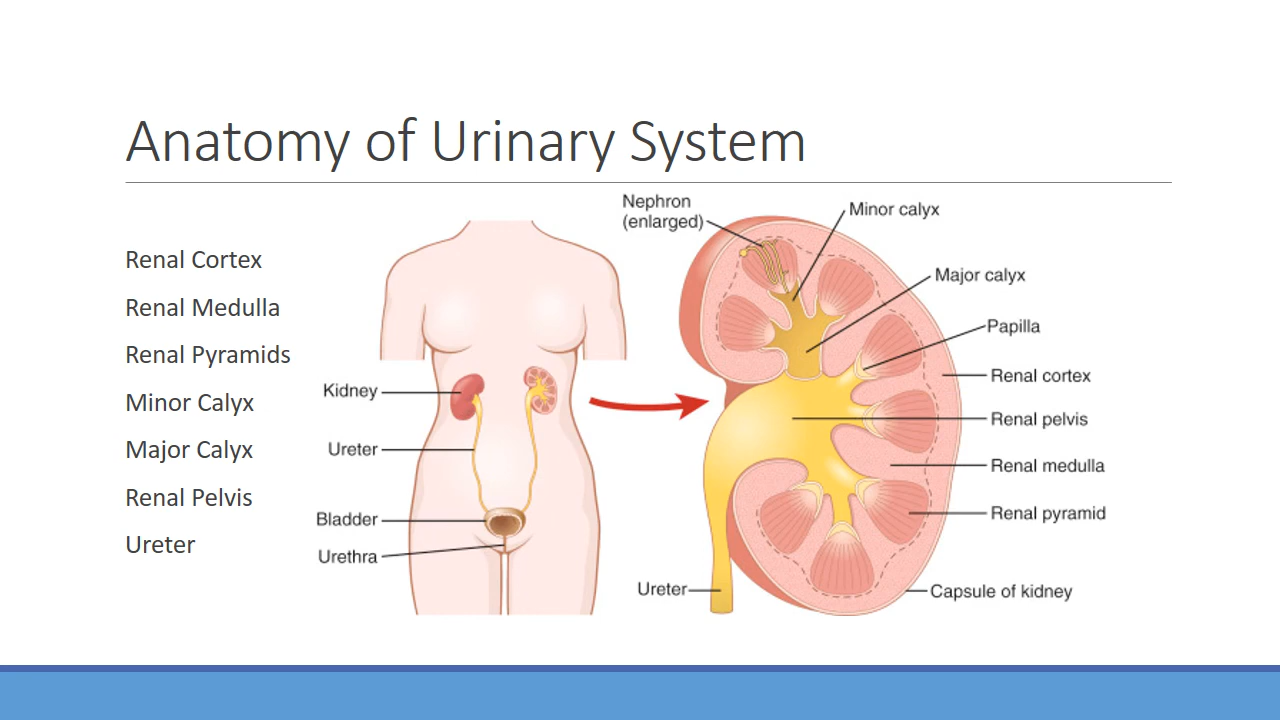 Anatomy of Urinary System
Renal Cortex
Renal Medulla
Renal Pyramids
Minor Calyx
Major Calyx
Renal Pelvis
Ureter
Kidney
Ureter
Bladder
Urethra
Nephron
(enlarged)
Minor calyx
Major calyx
Papilla
Renal cortex
Renal pelvis
Renal medulla
Renal pyramid
Capsule of kidney
Ureter